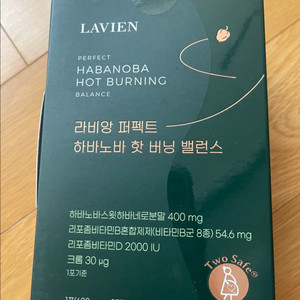 LAVIEN
PERFECT
HABANOBA
HOT BURNING
BALANCE
라비앙 퍼펙트
하바노바 핫 버닝 밸런스
하바노바스윗하바네로분말 400 mg
리포좀비타민B혼합제제(비타민B군 8종) 54.6 mg
리포좀비타민D 2000 IU
크롬 30 µg
1포기준
Two Safe®